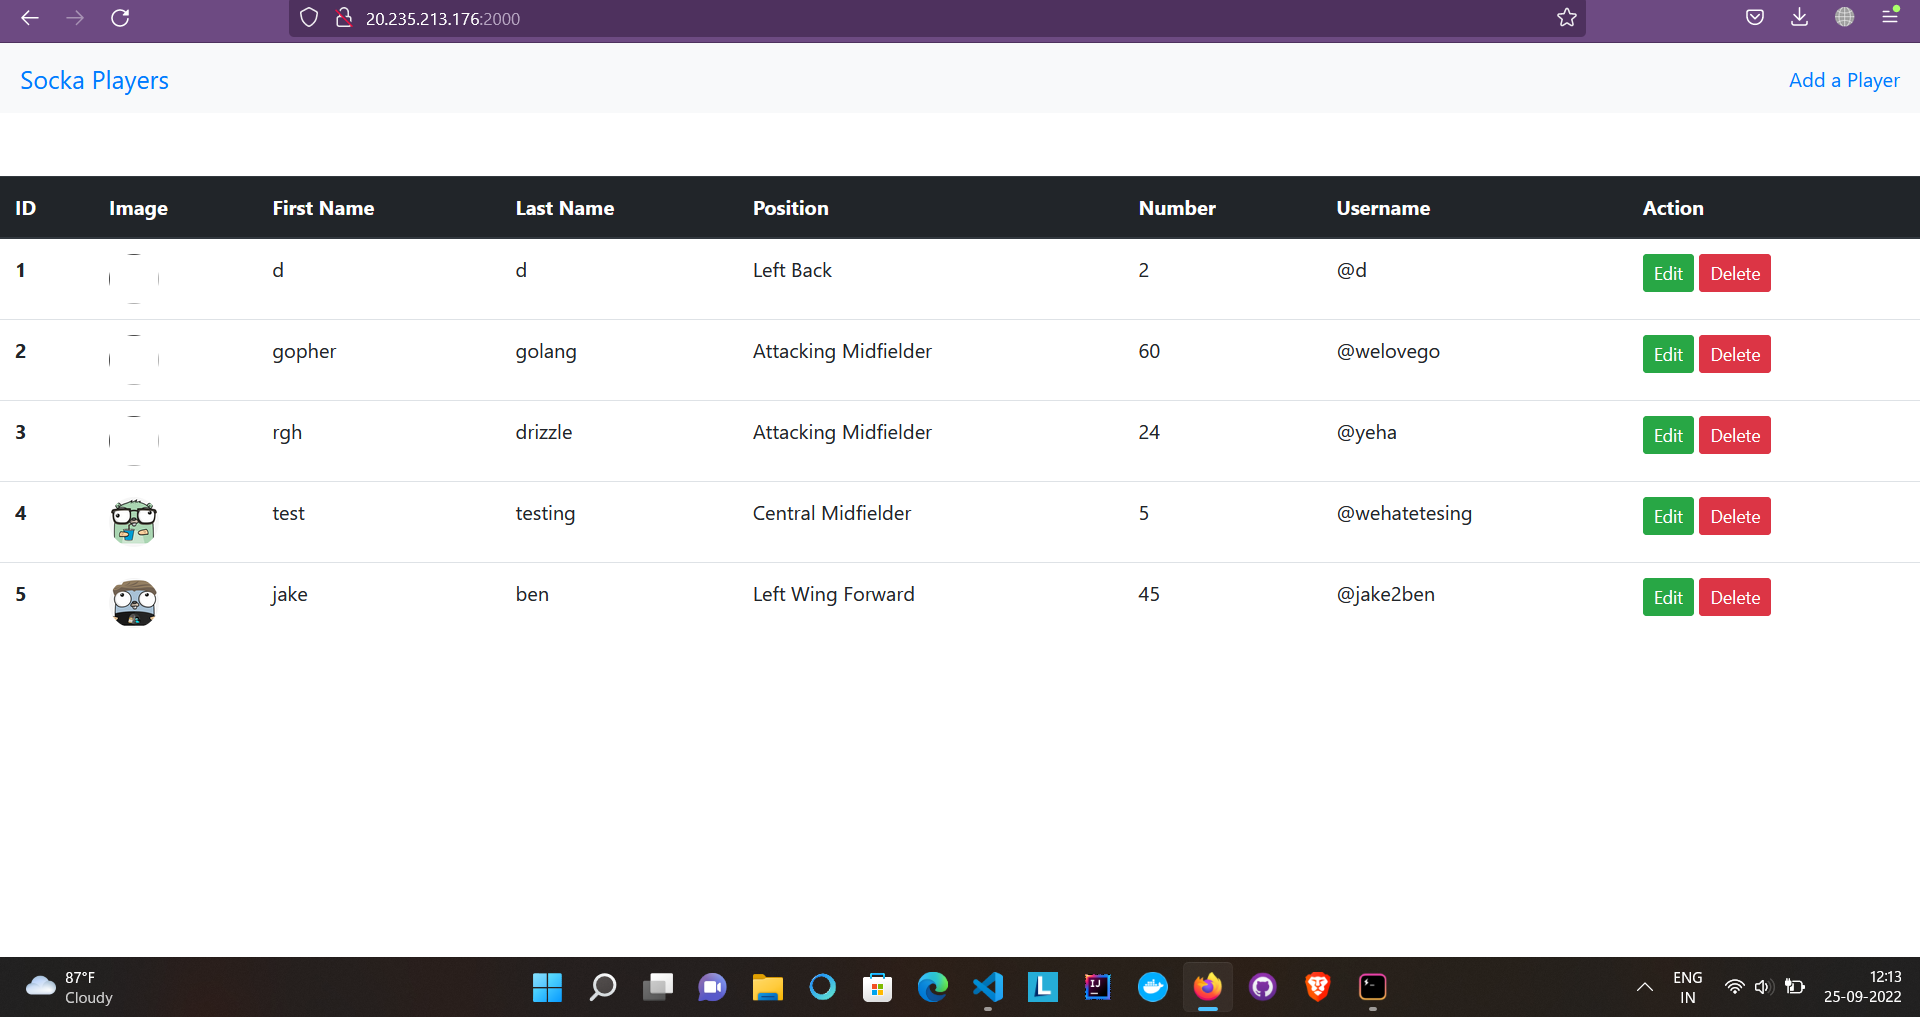 20.235.213.176:2000
Socka Players Add a Player
ID Image First Name Last Name Position Number Username Action
1 d d Left Back 2 @d Edit Delete
2 gopher golang Attacking Midfielder 60 @welovego Edit Delete
3 rgh drizzle Attacking Midfielder 24 @yeha Edit Delete
4 test testing Central Midfielder 5 @wehatetesing Edit Delete
5 jake ben Left Wing Forward 45 @jake2ben Edit Delete
87°F
Cloudy
L
IJ
ENG
IN
12:13
25-09-2022